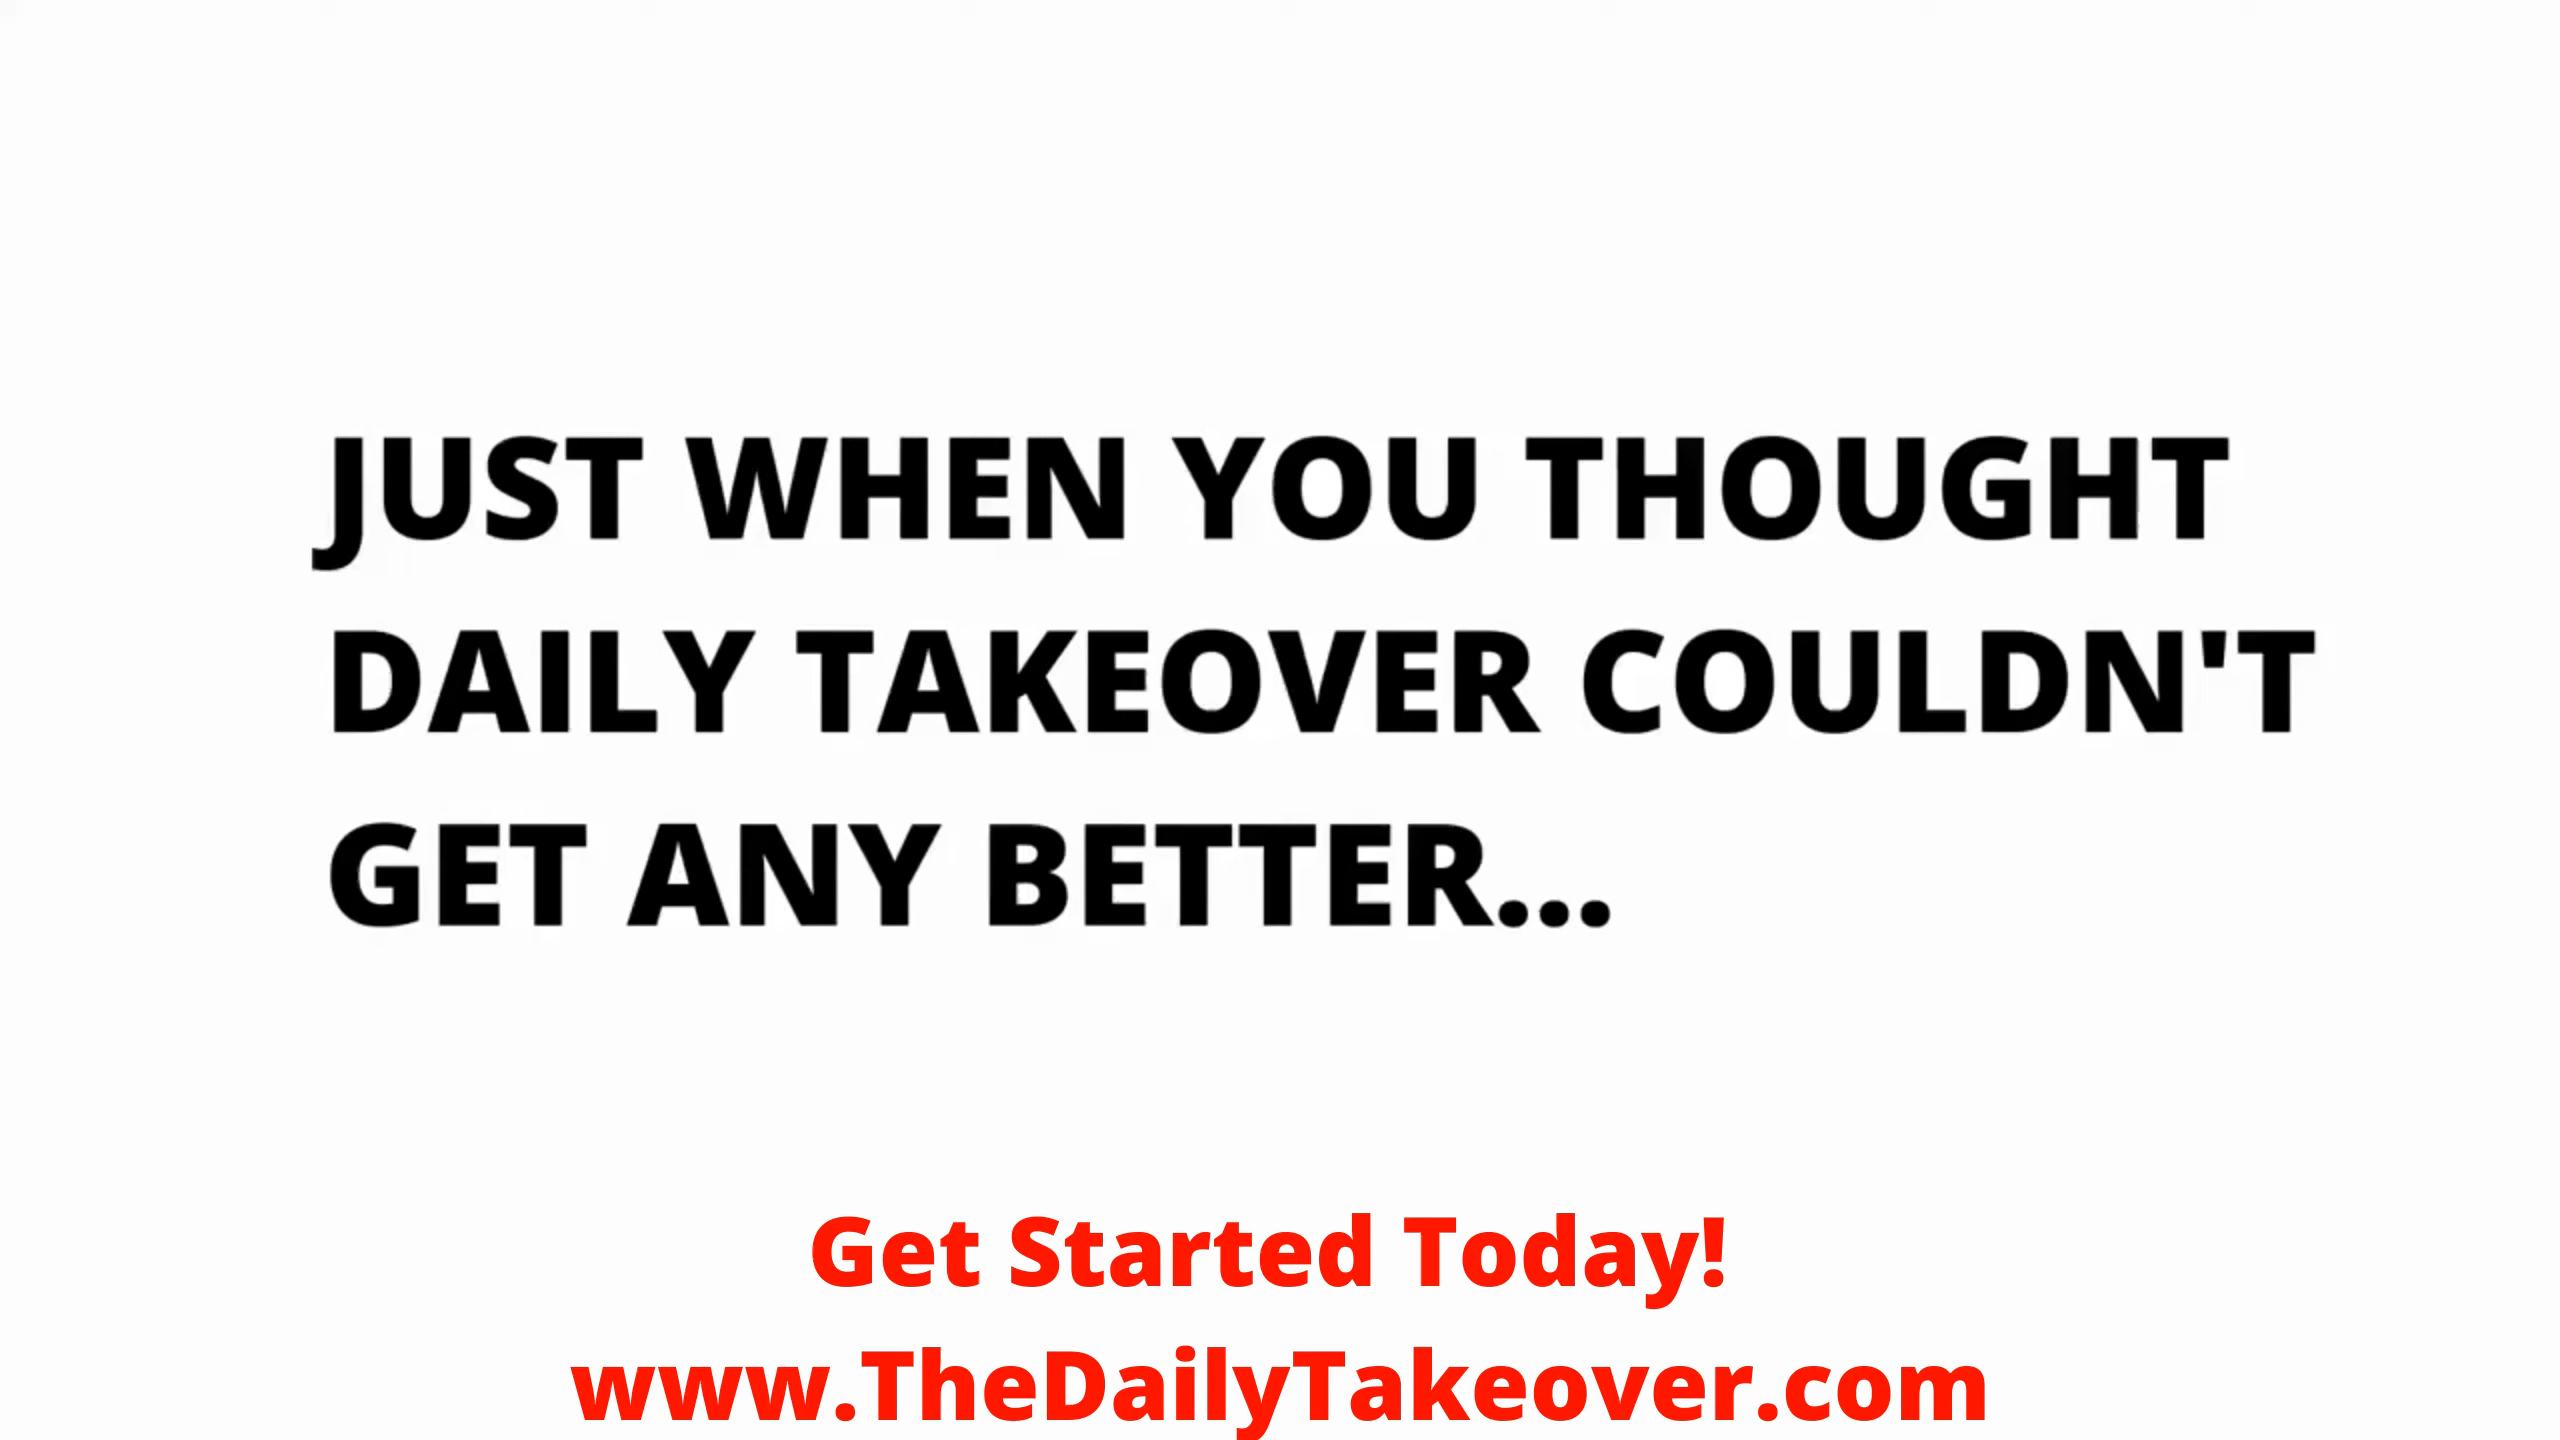 JUST WHEN YOU THOUGHT
DAILY TAKEOVER COULDN'T
GET ANY BETTER...
Get Started Today!
www.TheDailyTakeover.com